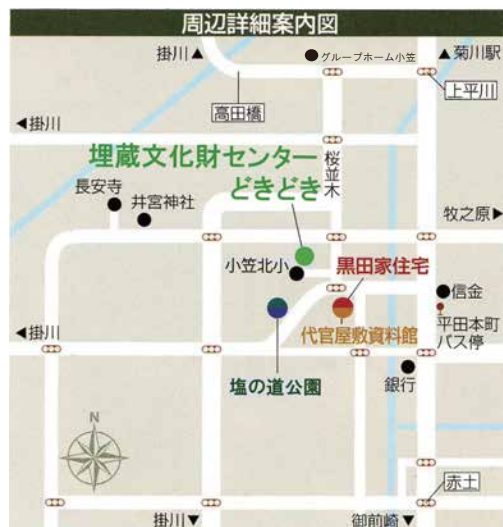 周辺詳細案内図
掛川▲
グループホーム小笠
▲菊川駅
上平川
高田橋
◀掛川
桜並木
埋蔵文化財センター
どきどき
長安寺
井宮神社
牧之原▶
小笠北小
黒田家住宅
信金
平田本町
バス停
◀掛川
代官屋敷資料館
塩の道公園
銀行
N
赤土
掛川▼
御前崎▼